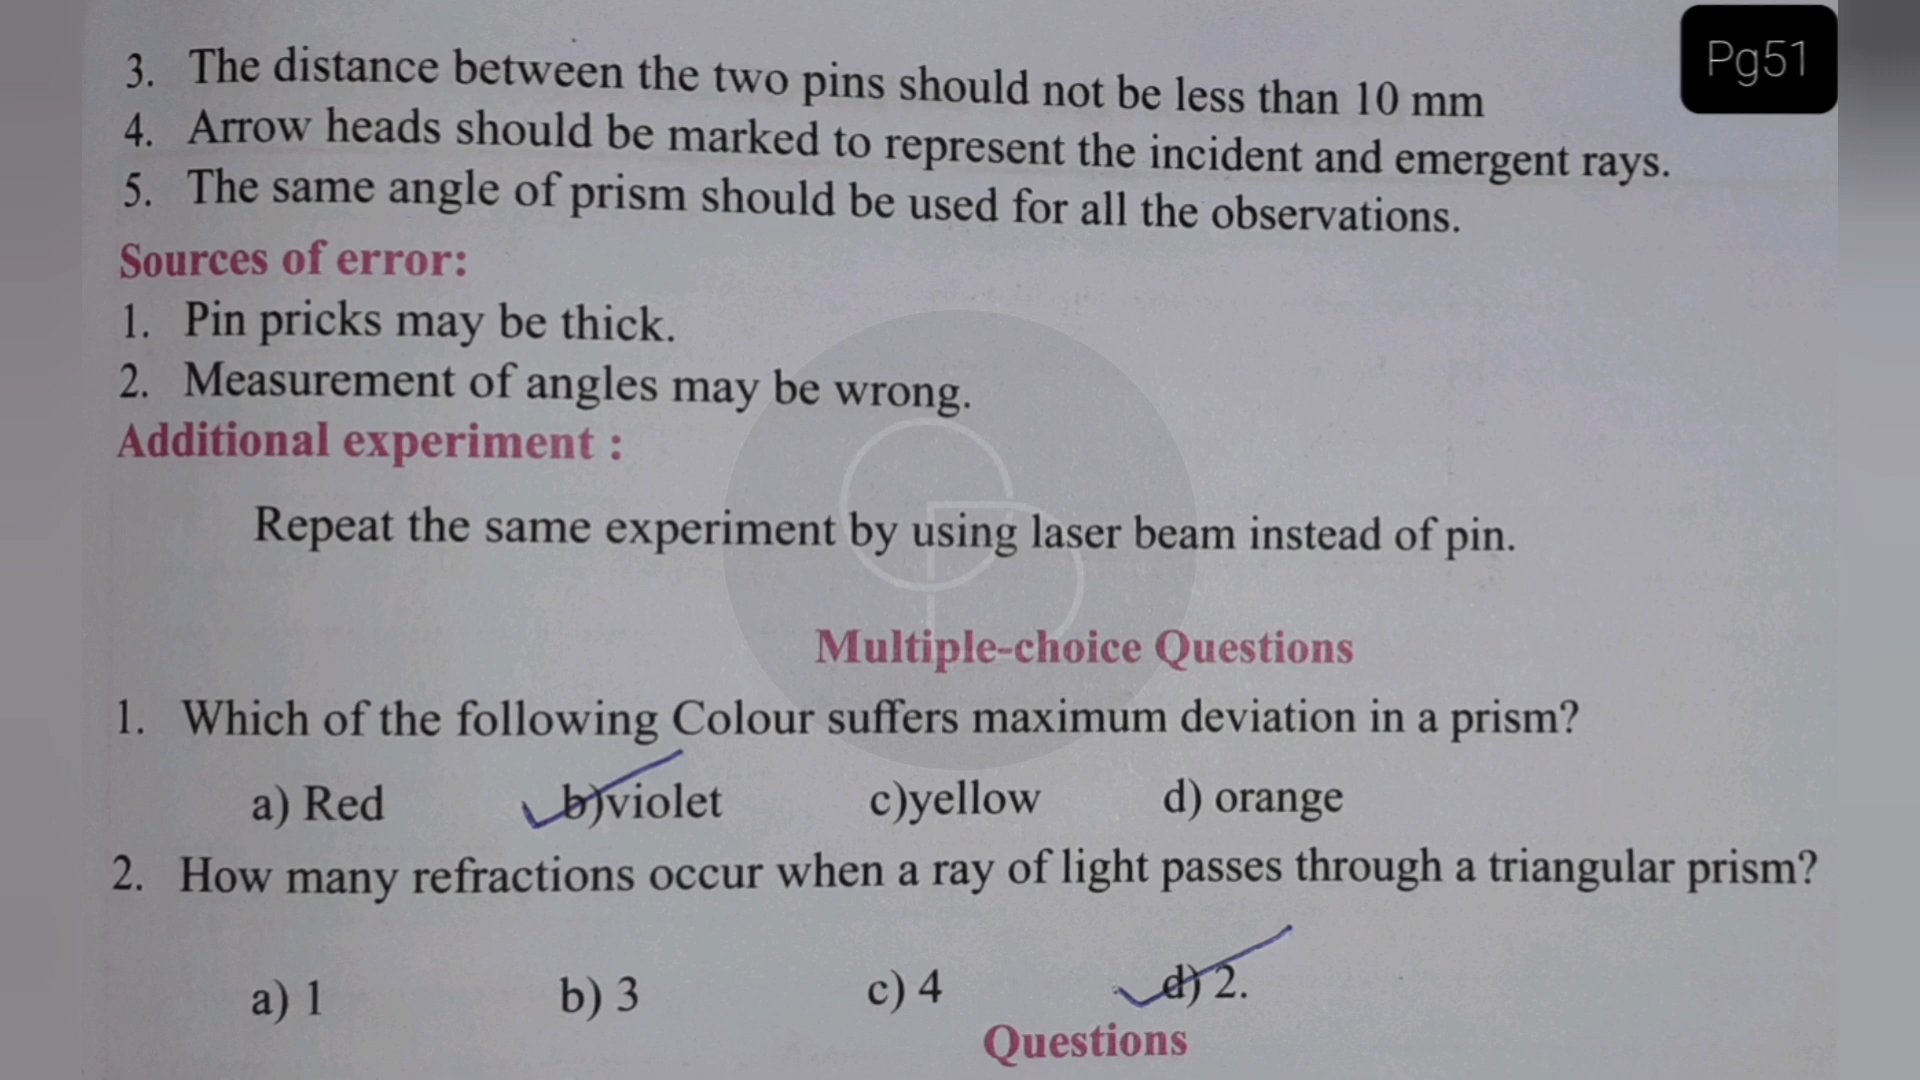 Pg51
3. The distance between the two pins should not be less than 10 mm
4. Arrow heads should be marked to represent the incident and emergent rays.
5. The same angle of prism should be used for all the observations.
Sources of error:
1. Pin pricks may be thick.
2. Measurement of angles may be wrong.
Additional experiment :
Repeat the same experiment by using laser beam instead of pin.
Multiple-choice Questions
1. Which of the following Colour suffers maximum deviation in a prism?
a) Red b)violet c)yellow d) orange
2. How many refractions occur when a ray of light passes through a triangular prism?
a) 1 b) 3 c) 4 d) 2.
Questions